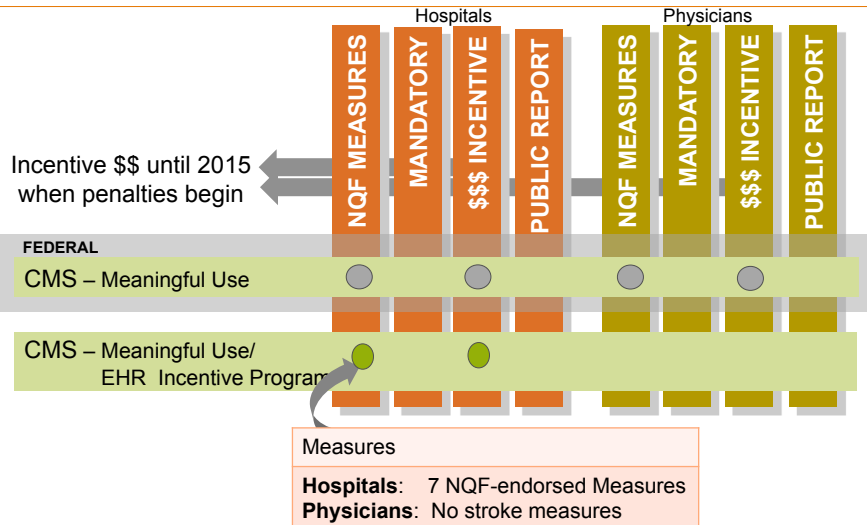 Hospitals
Physicians
NQF MEASURES
MANDATORY
$$$ INCENTIVE
PUBLIC REPORT
NQF MEASURES
MANDATORY
$$$ INCENTIVE
PUBLIC REPORT
Incentive $$ until 2015
when penalties begin
FEDERAL
CMS – Meaningful Use
CMS – Meaningful Use/
EHR Incentive Program
Measures
Hospitals: 7 NQF-endorsed Measures
Physicians: No stroke measures